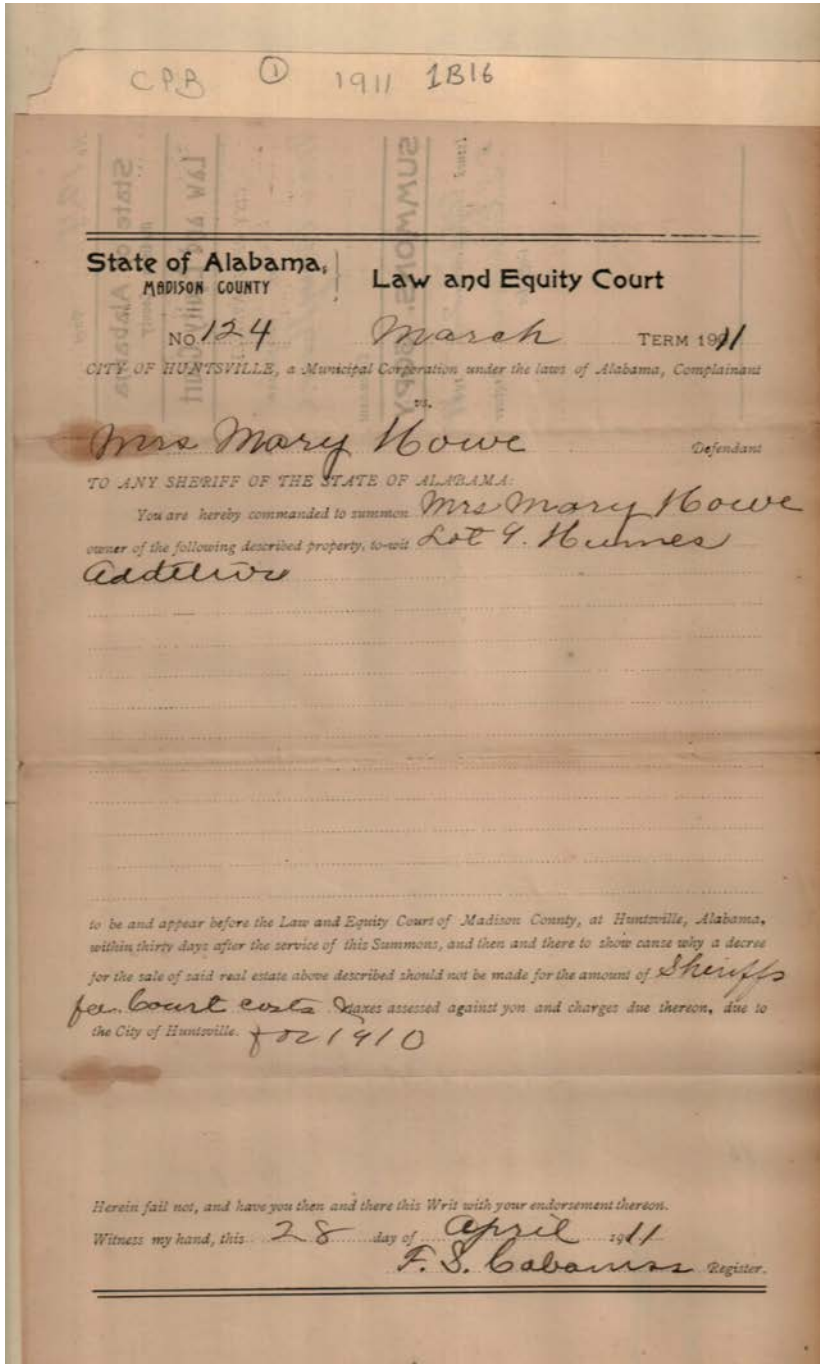 CPB ① 1911 1B16
State of Alabama, Law and Equity Court
MADISON COUNTY
No. 124 March TERM 1911
CITY OF HUNTSVILLE, a Municipal Corporation under the laws of Alabama, Complainant
vs.
Mrs Mary Howe Defendant
TO ANY SHERIFF OF THE STATE OF ALABAMA:
You are hereby commanded to summon Mrs Mary Howe
owner of the following described property, to-wit Lot 9. Humes
Addition
to be and appear before the Law and Equity Court of Madison County, at Huntsville, Alabama,
within thirty days after the service of this Summons, and then and there to show cause why a decree
for the sale of said real estate above described should not be made for the amount of Sheriffs
fee. Court costs & taxes assessed against you and charges due thereon, due to
the City of Huntsville. for 1910
Herein fail not, and have you then and there this Writ with your endorsement thereon.
Witness my hand, this 28 day of April 1911
F. S. Cabaniss Register.